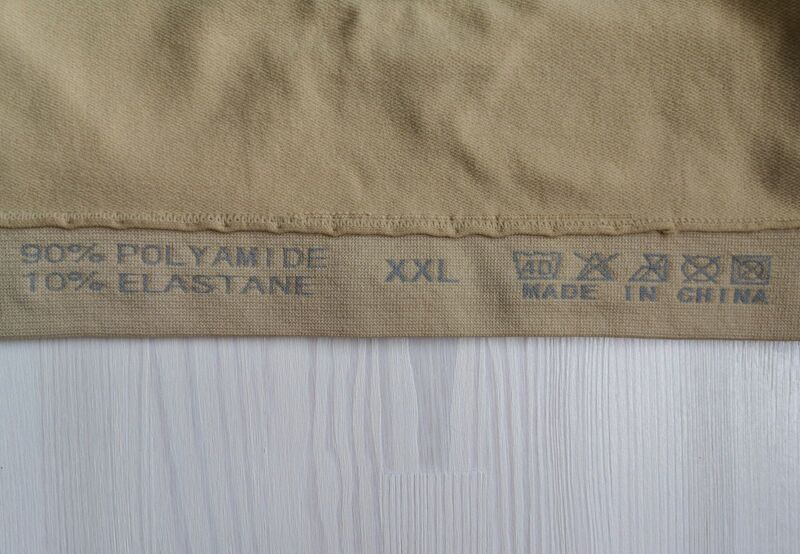 90% POLYAMIDE
10% ELASTANE
XXL
40
MADE IN CHINA